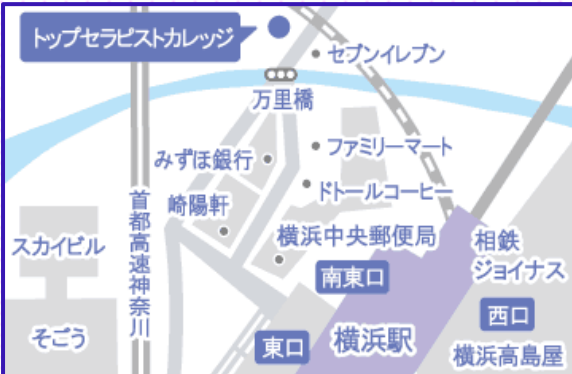 トップセラピストカレッジ
セブンイレブン
万里橋
みずほ銀行
ファミリーマート
ドトールコーヒー
崎陽軒
首都高速神奈川
横浜中央郵便局
スカイビル
相鉄
ジョイナス
南東口
西口
そごう
東口
横浜駅
横浜高島屋